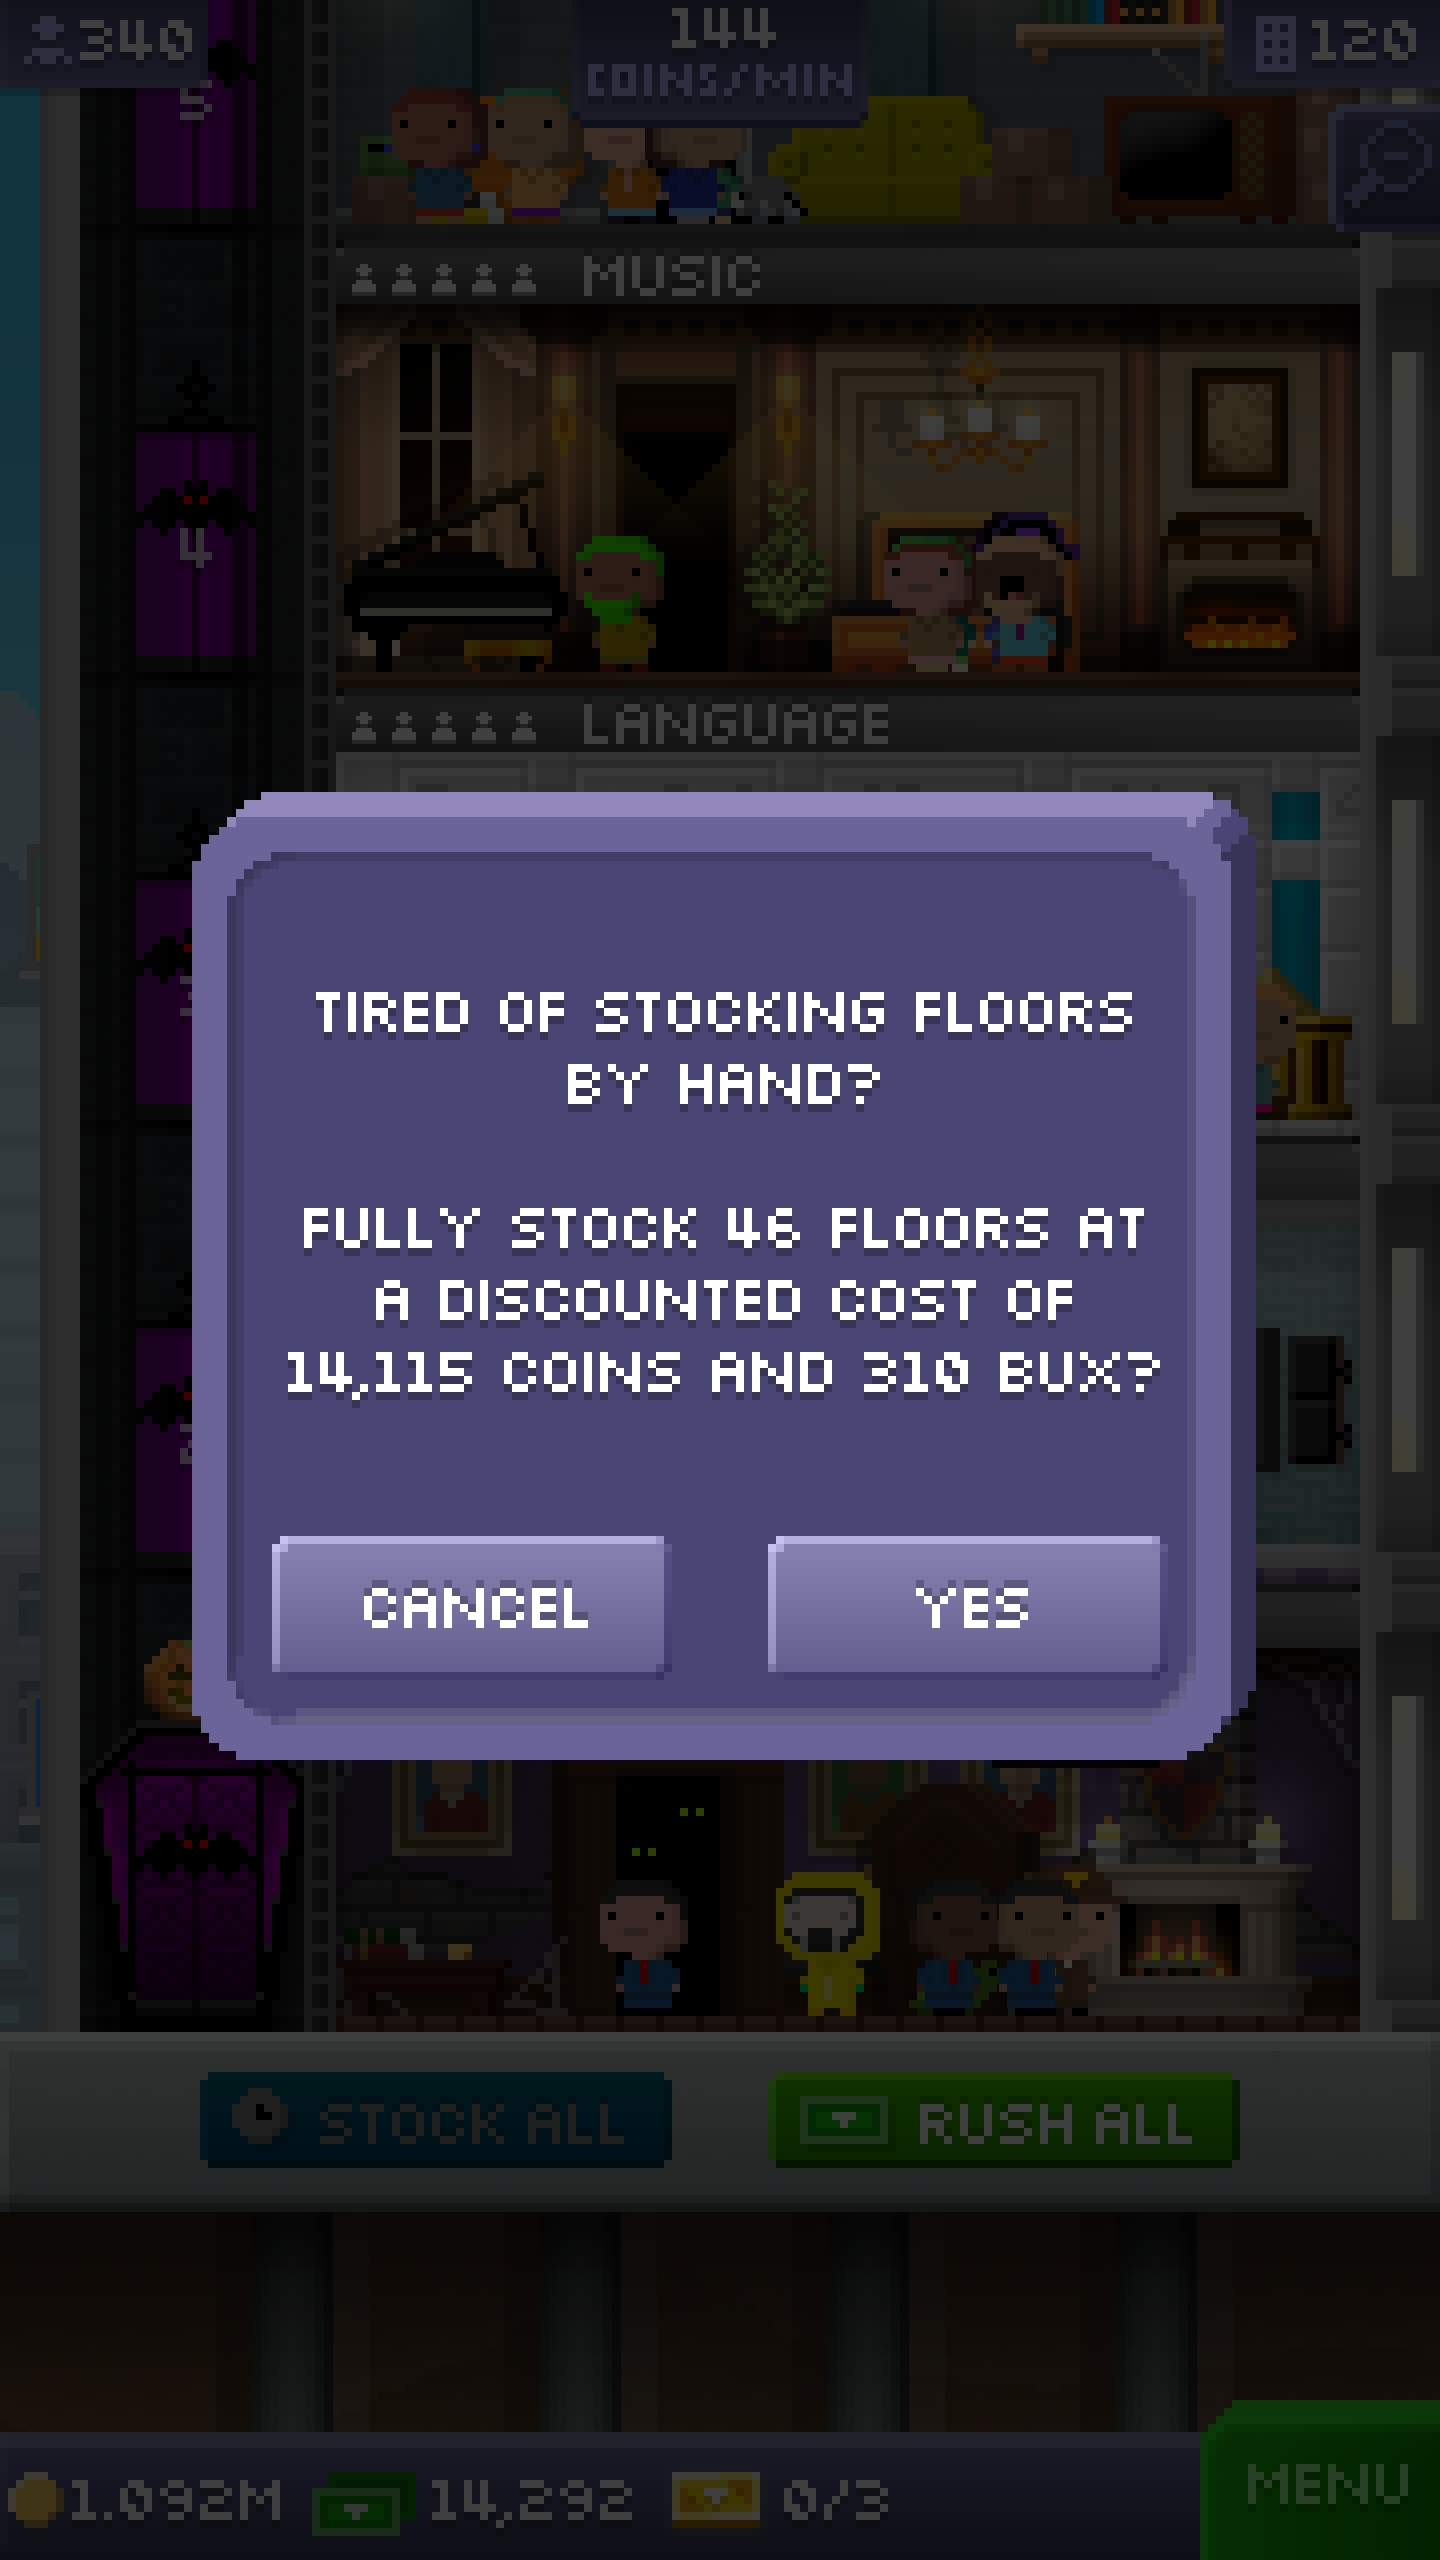 340
144
COINS/MIN
120
5
MUSIC
4
LANGUAGE
TIRED OF STOCKING FLOORS
BY HAND?
FULLY STOCK 46 FLOORS AT
A DISCOUNTED COST OF
14,115 COINS AND 310 BUX?
CANCEL
YES
STOCK ALL
RUSH ALL
1.092M
14,292
0/3
MENU